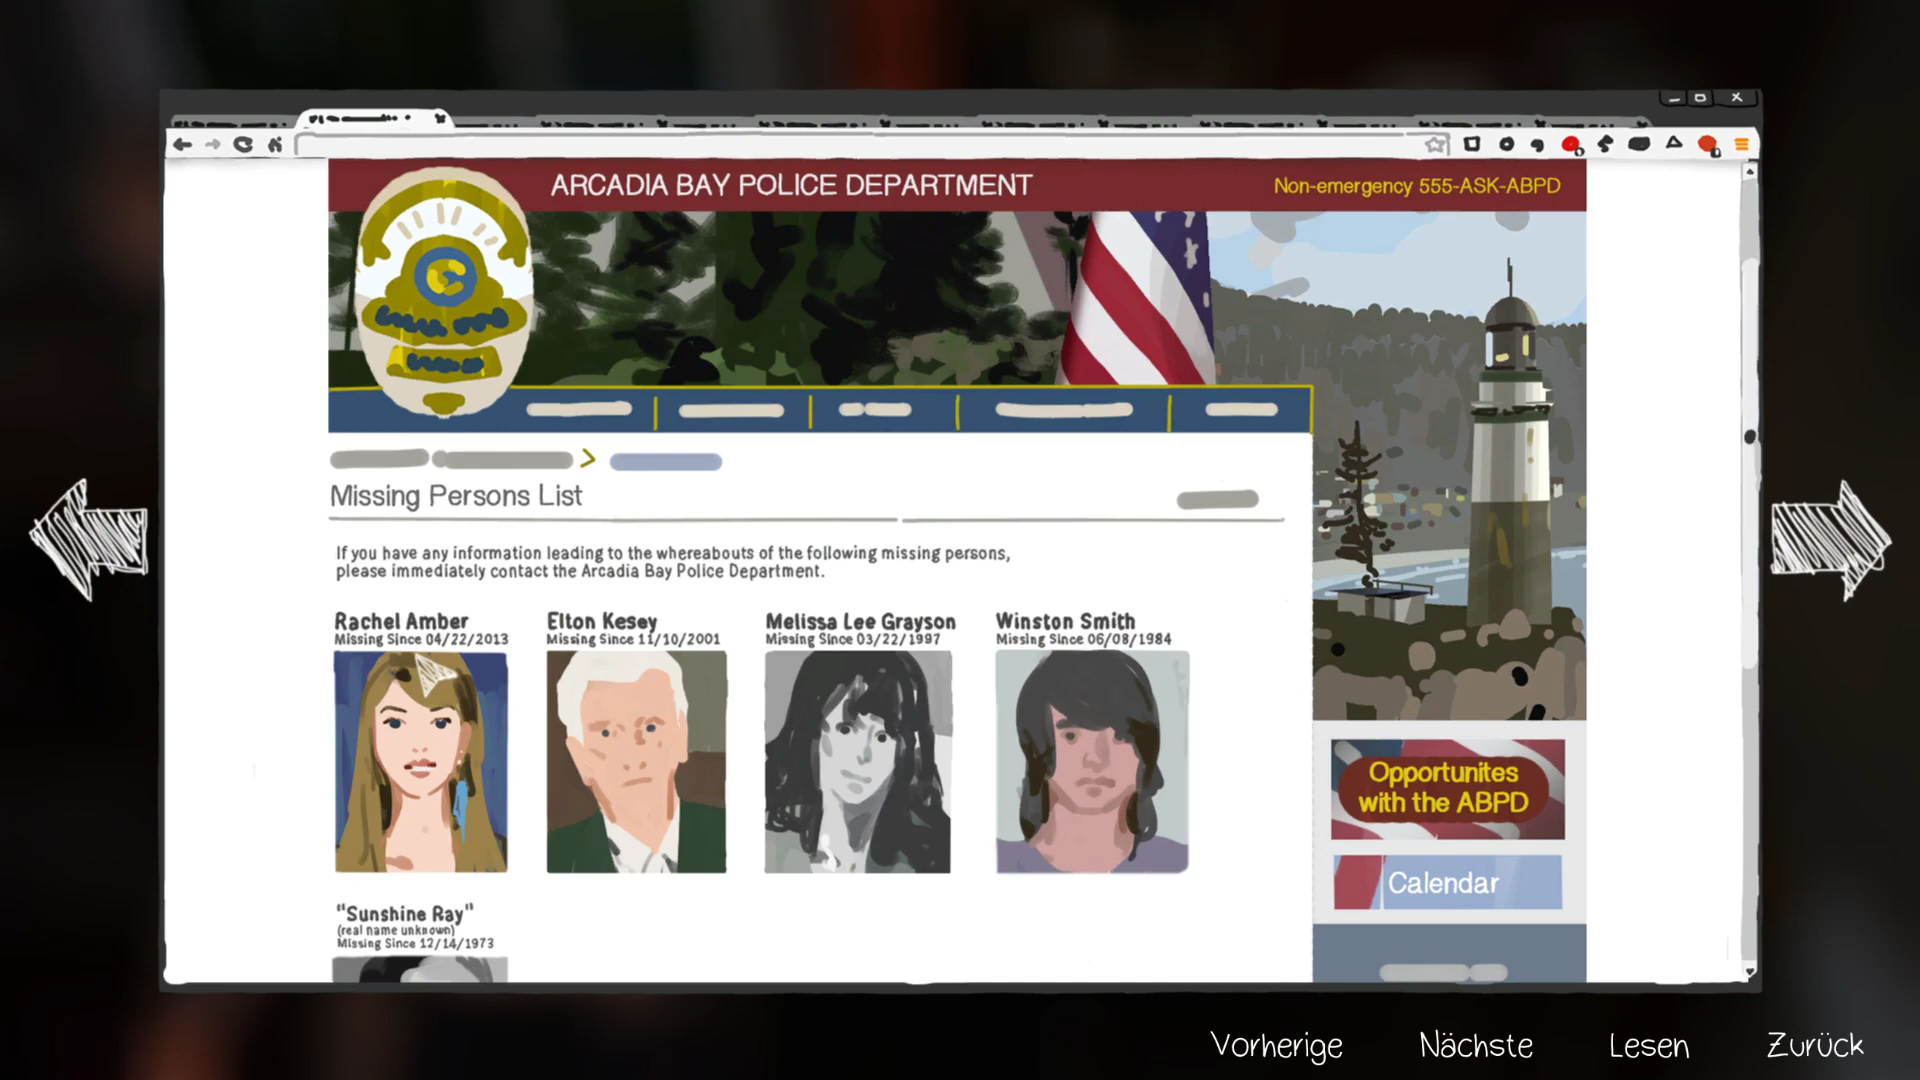 ARCADIA BAY POLICE DEPARTMENT
Non-emergency 555-ASK-ABPD
Missing Persons List
If you have any information leading to the whereabouts of the following missing persons,
please immediately contact the Arcadia Bay Police Department.
Rachel Amber
Missing Since 04/22/2013
Elton Kesey
Missing Since 11/10/2001
Melissa Lee Grayson
Missing Since 03/22/1997
Winston Smith
Missing Since 06/08/1984
"Sunshine Ray"
(real name unknown)
Missing Since 12/14/1973
Opportunites
with the ABPD
Calendar
Vorherige
Nächste
Lesen
Zurück